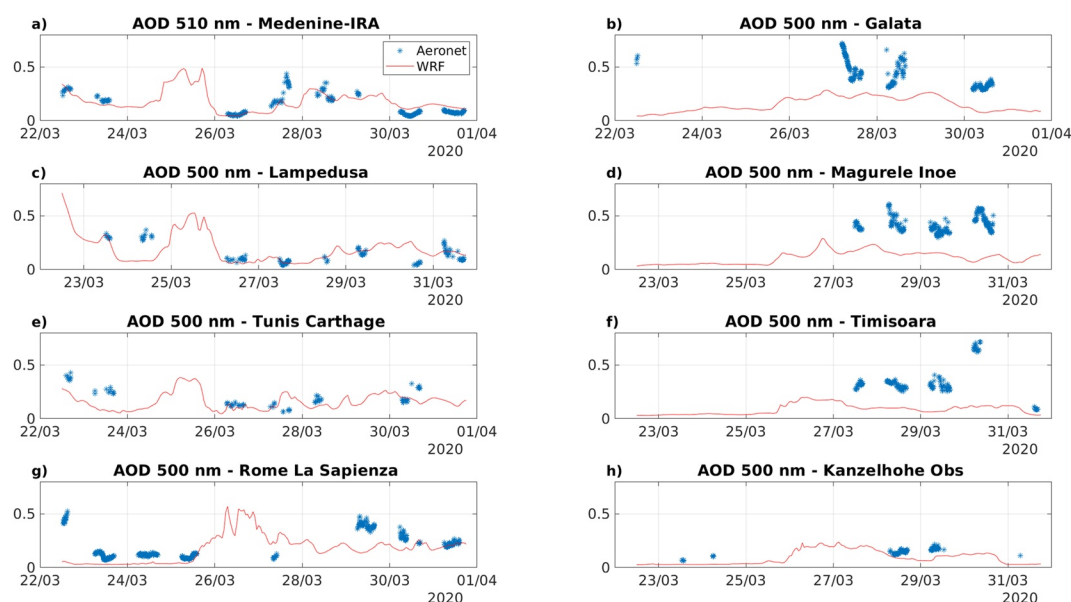 a) AOD 510 nm - Medenine-IRA
Aeronet
WRF
0.5
0
22/03 24/03 26/03 28/03 30/03 01/04
2020
b) AOD 500 nm - Galata
0.5
0
22/03 24/03 26/03 28/03 30/03 01/04
2020
c) AOD 500 nm - Lampedusa
0.5
0
23/03 25/03 27/03 29/03 31/03
2020
d) AOD 500 nm - Magurele Inoe
0.5
0
23/03 25/03 27/03 29/03 31/03
2020
e) AOD 500 nm - Tunis Carthage
0.5
0
22/03 24/03 26/03 28/03 30/03 01/04
2020
f) AOD 500 nm - Timisoara
0.5
0
23/03 25/03 27/03 29/03 31/03
2020
g) AOD 500 nm - Rome La Sapienza
0.5
0
22/03 24/03 26/03 28/03 30/03 01/04
2020
h) AOD 500 nm - Kanzelhohe Obs
0.5
0
23/03 25/03 27/03 29/03 31/03
2020